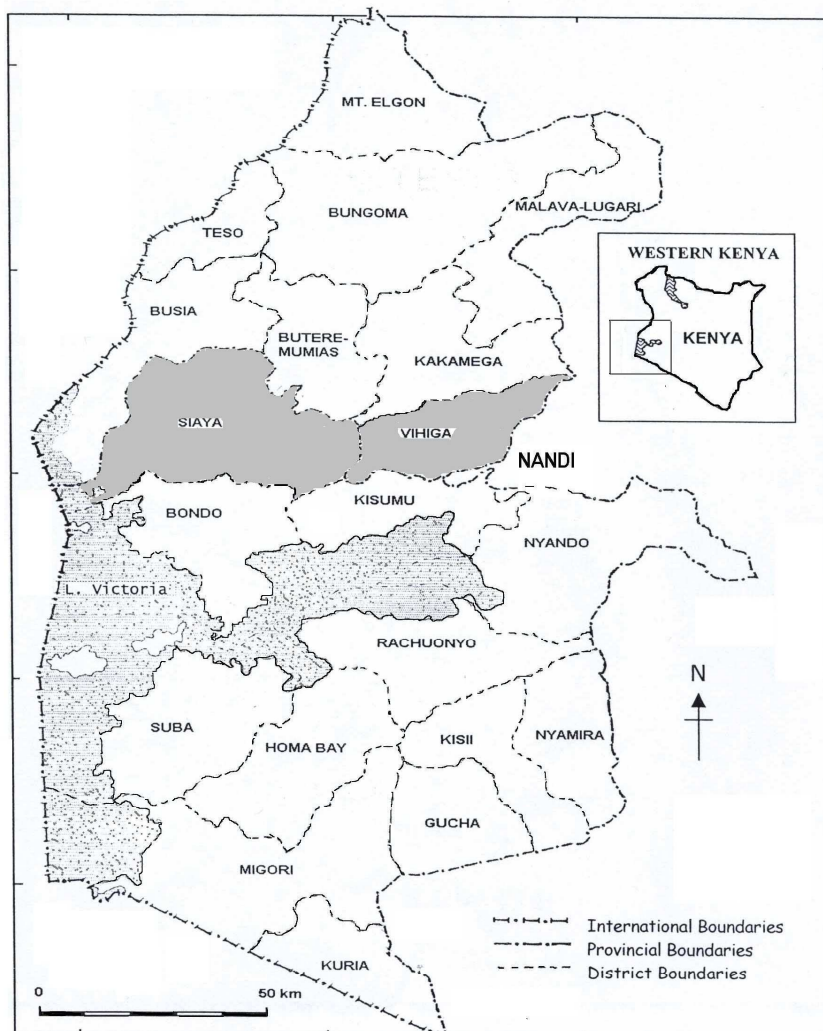 MT. ELGON
BUNGOMA
MALAVA-LUGARI
TESO
WESTERN KENYA
KENYA
BUSIA
BUTERE-
MUMIAS
KAKAMEGA
SIAYA
VIHIGA
NANDI
KISUMU
BONDO
NYANDO
L. Victoria
RACHUONYO
N
SUBA
HOMA BAY
KISII
NYAMIRA
GUCHA
MIGORI
KURIA
International Boundaries
Provincial Boundaries
District Boundaries
0 50 km